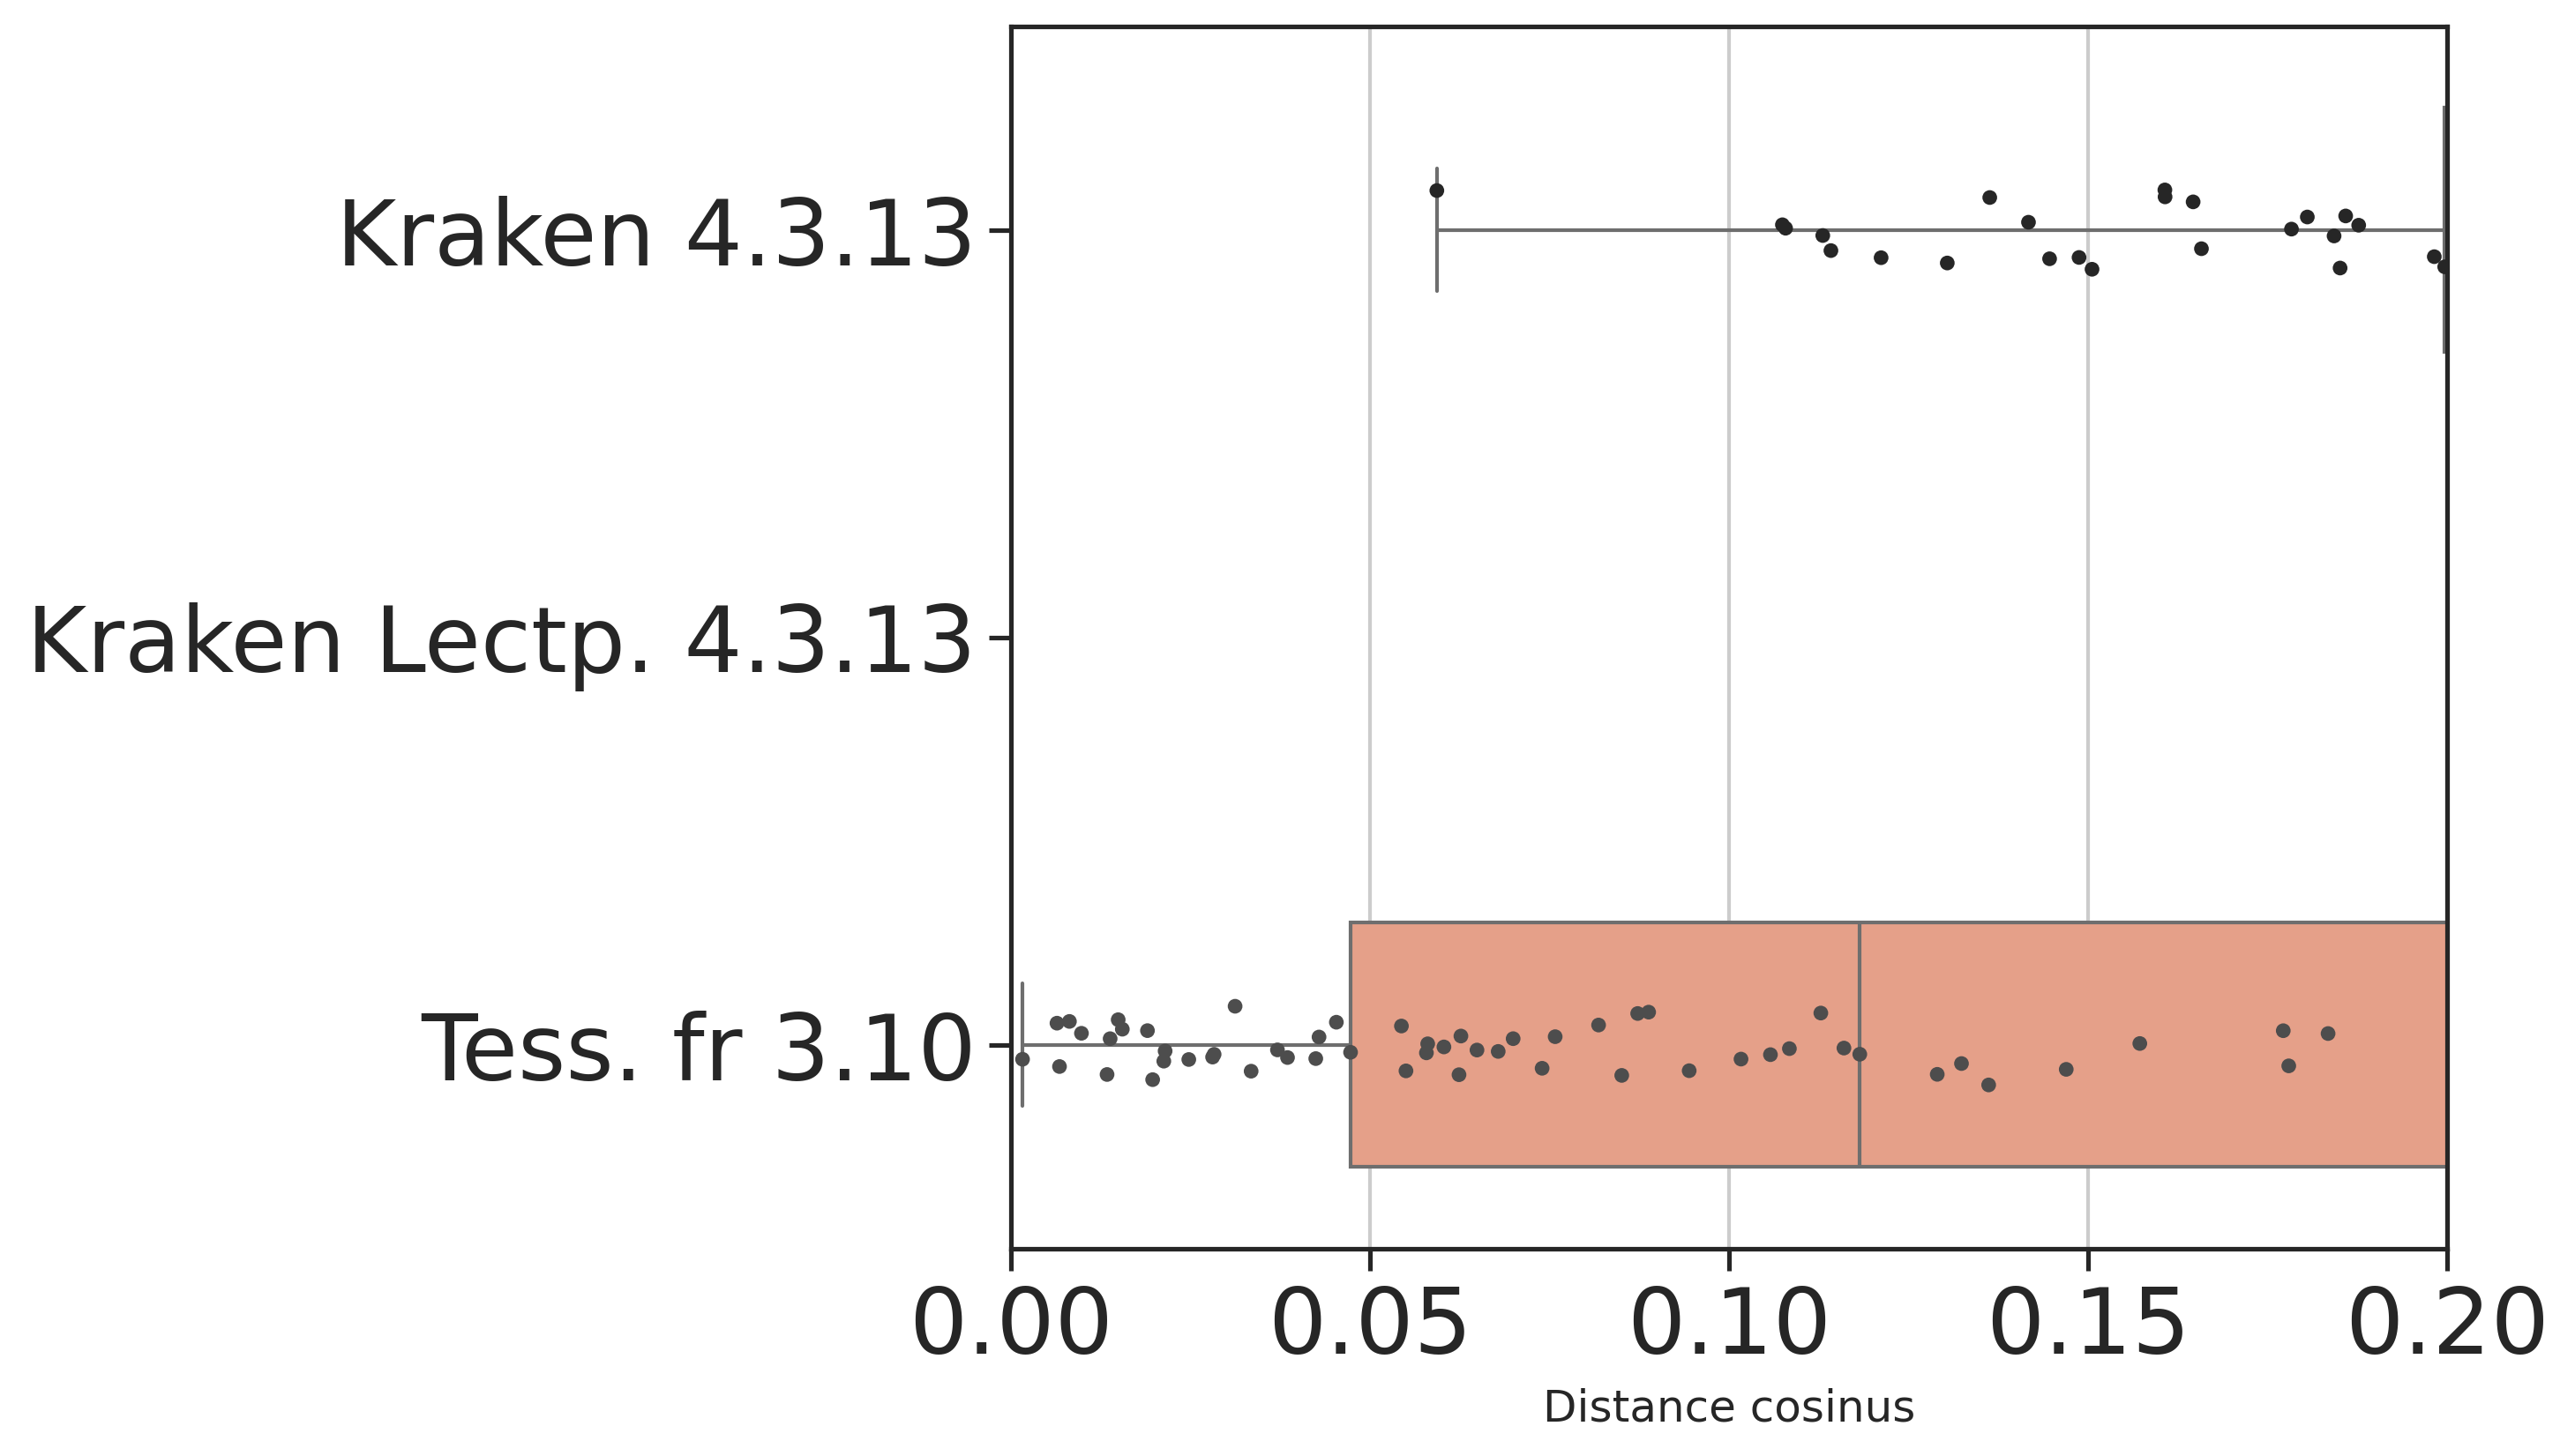 Kraken 4.3.13
Kraken Lectp. 4.3.13
Tess. fr 3.10
0.00 0.05 0.10 0.15 0.20
Distance cosinus